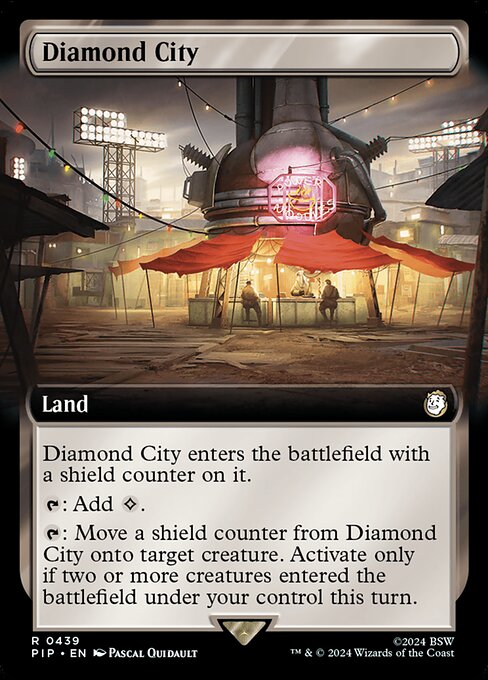 Diamond City
POWER
NOODLES
Land
Diamond City enters the battlefield with
a shield counter on it.
: Add .
: Move a shield counter from Diamond
City onto target creature. Activate only
if two or more creatures entered the
battlefield under your control this turn.
R 0439
PIP • EN Pascal Quidault
©2024 BSW
™ & © 2024 Wizards of the Coast